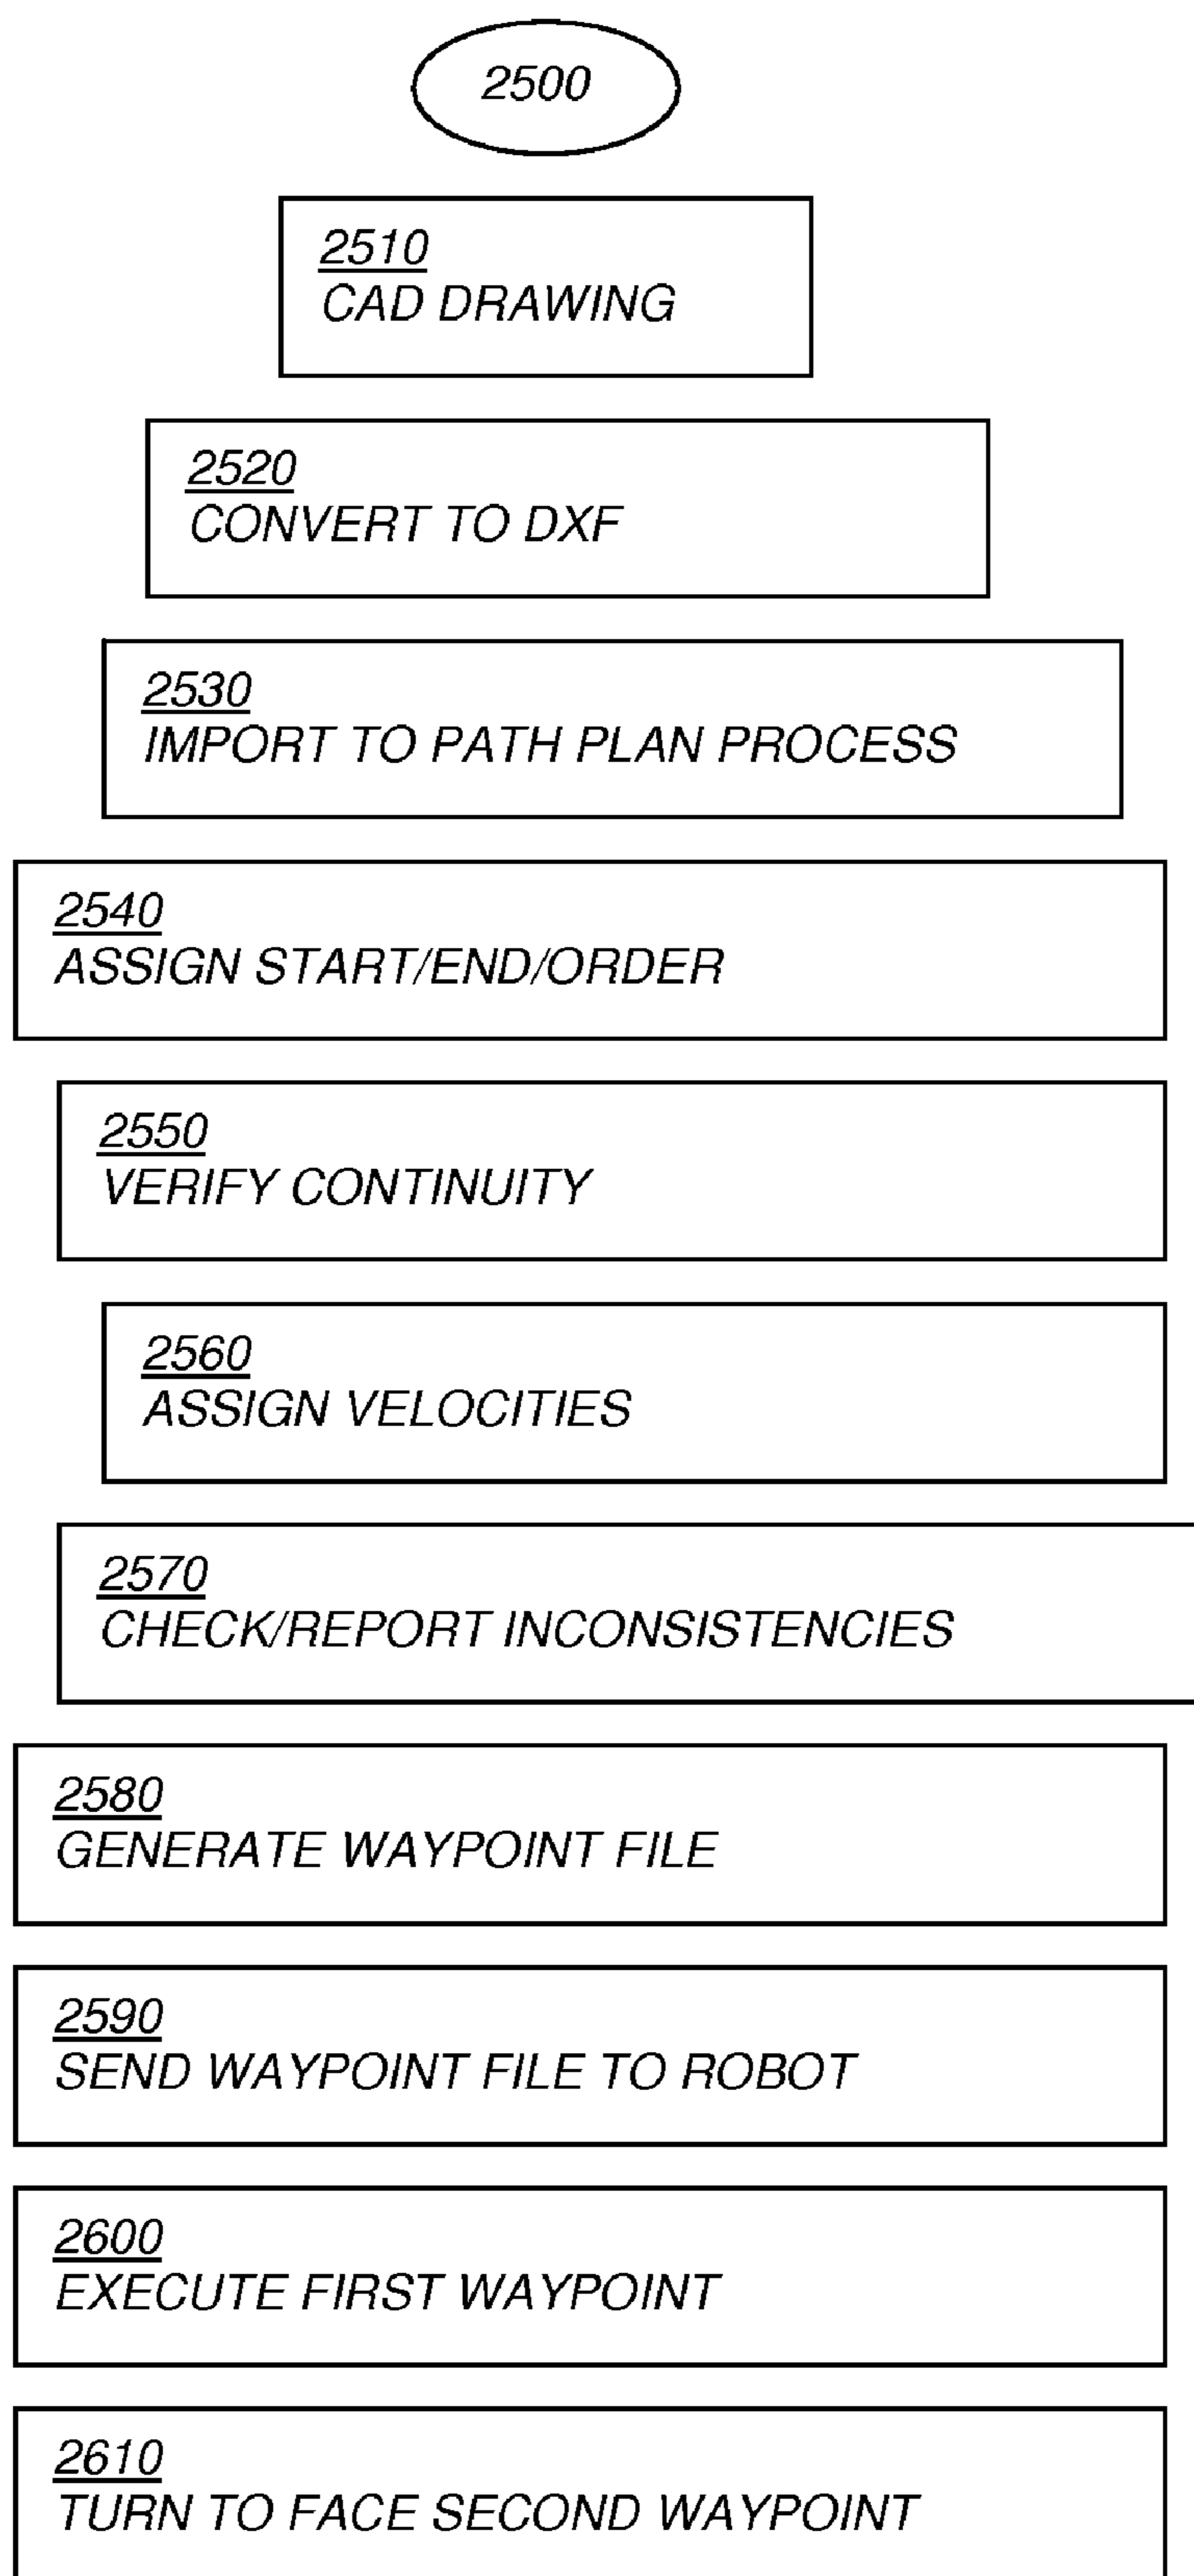 2500
2510
CAD DRAWING
2520
CONVERT TO DXF
2530
IMPORT TO PATH PLAN PROCESS
2540
ASSIGN START/END/ORDER
2550
VERIFY CONTINUITY
2560
ASSIGN VELOCITIES
2570
CHECK/REPORT INCONSISTENCIES
2580
GENERATE WAYPOINT FILE
2590
SEND WAYPOINT FILE TO ROBOT
2600
EXECUTE FIRST WAYPOINT
2610
TURN TO FACE SECOND WAYPOINT